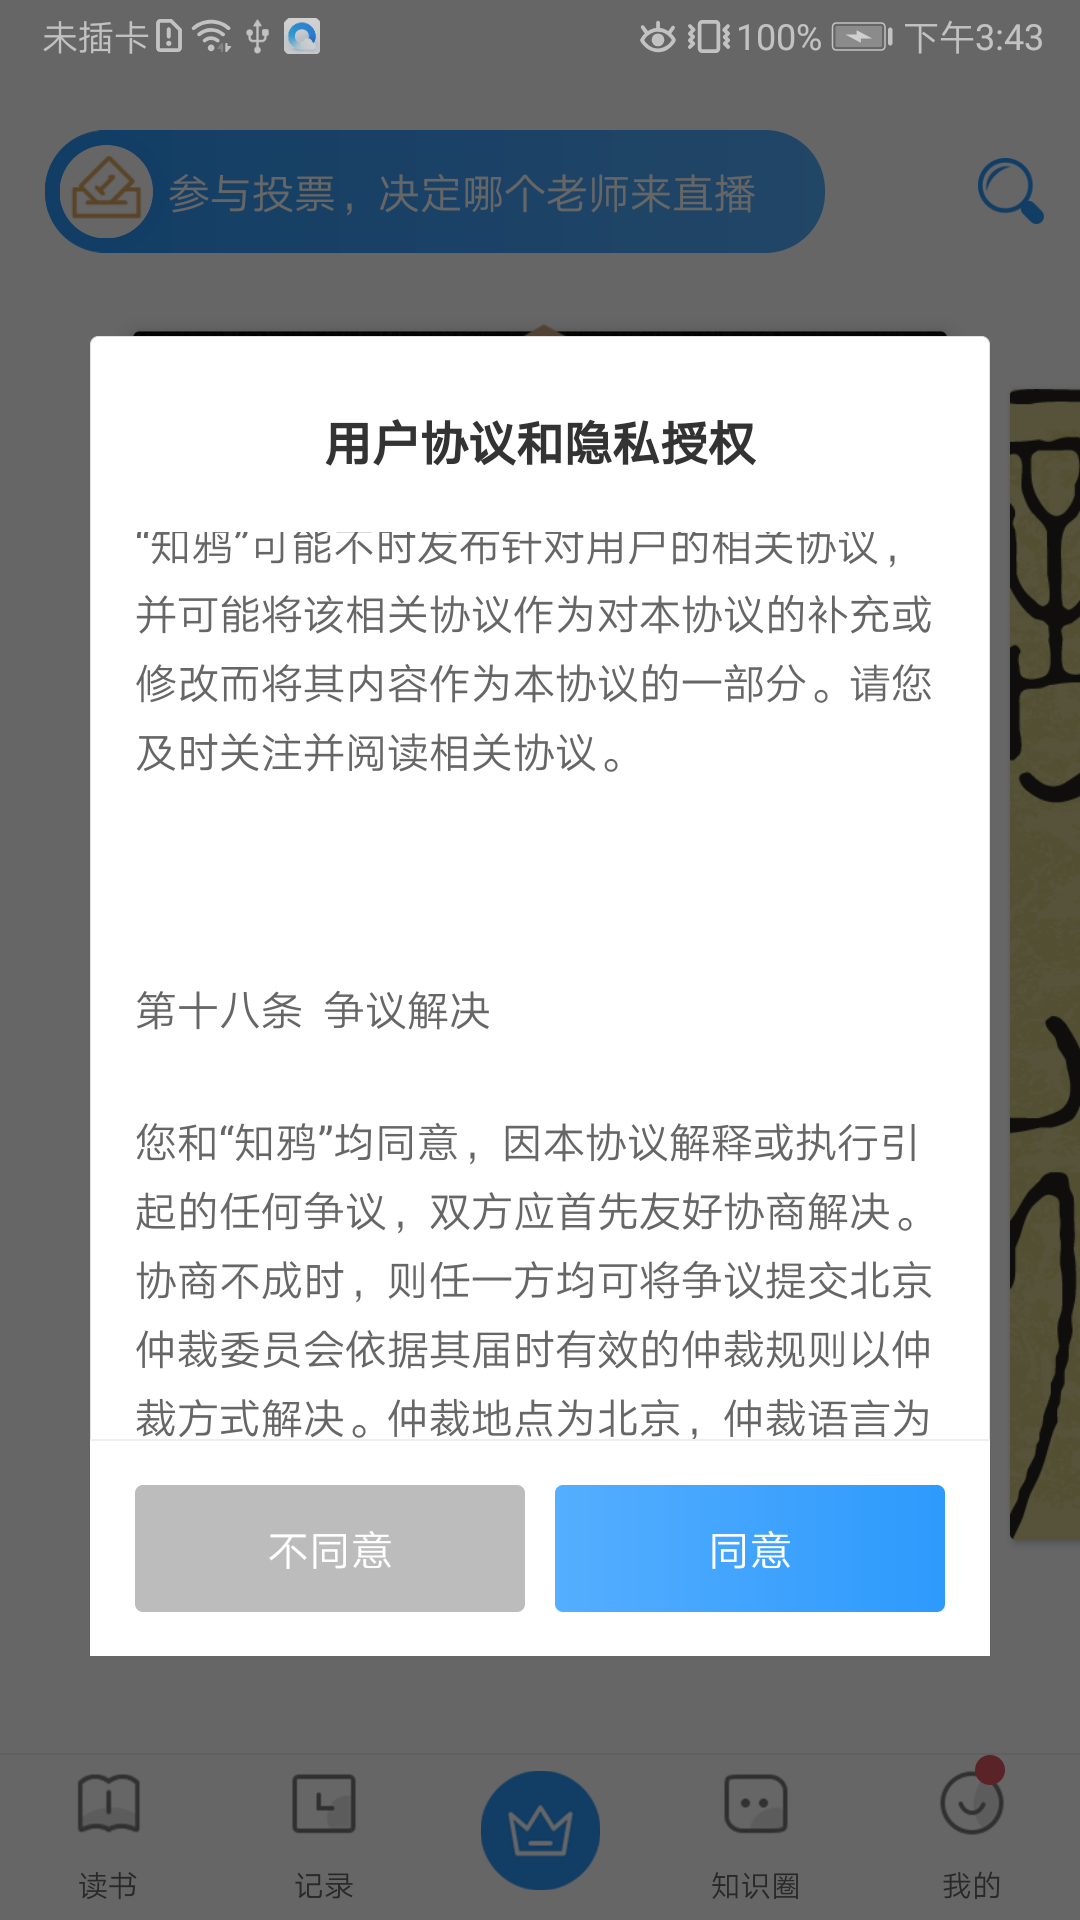 未插卡
100%
下午3:43
参与投票，决定哪个老师来直播
用户协议和隐私授权
“知鸦”可能不时发布针对用户的相关协议，
并可能将该相关协议作为对本协议的补充或
修改而将其内容作为本协议的一部分。请您
及时关注并阅读相关协议。
第十八条 争议解决
您和“知鸦”均同意，因本协议解释或执行引
起的任何争议，双方应首先友好协商解决。
协商不成时，则任一方均可将争议提交北京
仲裁委员会依据其届时有效的仲裁规则以仲
裁方式解决。仲裁地点为北京，仲裁语言为
不同意
同意
读书
记录
知识圈
我的